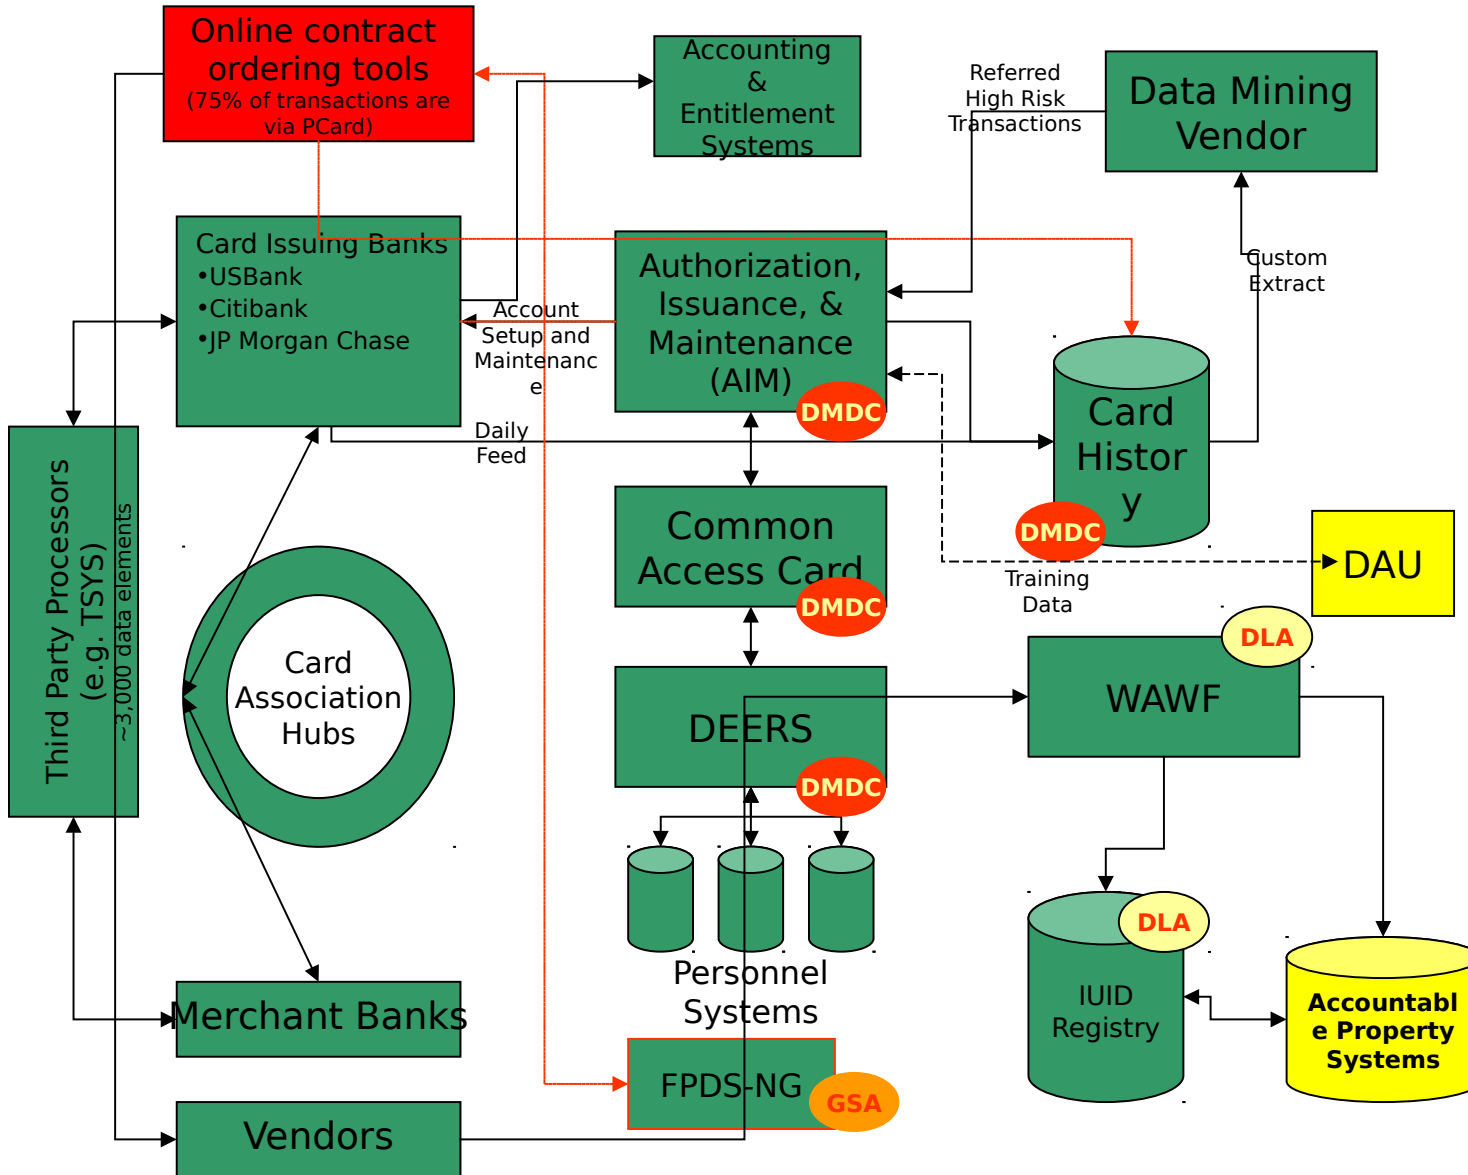 Online contract
ordering tools
(75% of transactions are
via PCard)
Accounting
&
Entitlement
Systems
Referred
High Risk
Transactions
Data Mining
Vendor
Card Issuing Banks
•USBank
•Citibank
•JP Morgan Chase
Account
Setup and
Maintenanc
e
Authorization,
Issuance, &
Maintenance
(AIM)
DMDC
Custom
Extract
Daily
Feed
Card
Histor
y
DMDC
Third Party Processors
(e.g. TSYS)
~3,000 data elements
Common
Access Card
DMDC
Training
Data
DAU
Card
Association
Hubs
DEERS
DMDC
WAWF
DLA
Personnel
Systems
IUID
Registry
DLA
Accountabl
e Property
Systems
Merchant Banks
FPDS-NG
GSA
Vendors